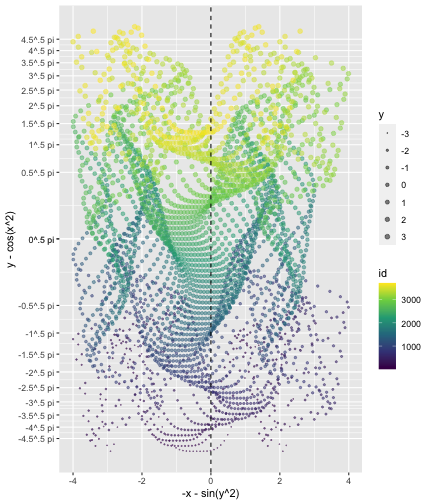 4.5^.5 pi
4^.5 pi
3.5^.5 pi
3^.5 pi
2.5^.5 pi
2^.5 pi
1.5^.5 pi
1^.5 pi
0.5^.5 pi
0^.5 pi
-0.5^.5 pi
-1^.5 pi
-1.5^.5 pi
-2^.5 pi
-2.5^.5 pi
-3^.5 pi
-3.5^.5 pi
-4^.5 pi
-4.5^.5 pi
y - cos(x^2)
-4 -2 0 2 4
-x - sin(y^2)
y
-3
-2
-1
0
1
2
3
id
3000
2000
1000